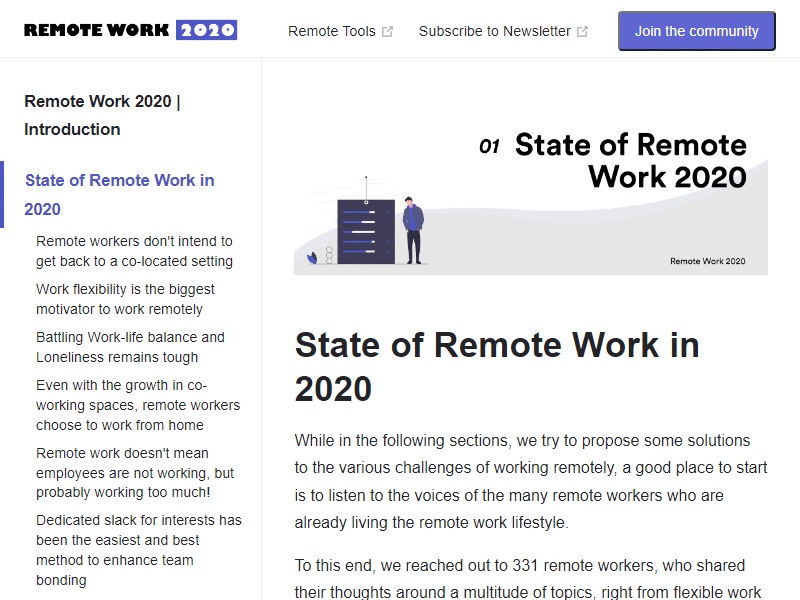 REMOTE WORK 2020
Remote Tools
Subscribe to Newsletter
Join the community
Remote Work 2020 |
Introduction
State of Remote Work in
2020
Remote workers don't intend to
get back to a co-located setting
Work flexibility is the biggest
motivator to work remotely
Battling Work-life balance and
Loneliness remains tough
Even with the growth in co-
working spaces, remote workers
choose to work from home
Remote work doesn't mean
employees are not working, but
probably working too much!
Dedicated slack for interests has
been the easiest and best
method to enhance team
bonding
01 State of Remote
Work 2020
Remote Work 2020
State of Remote Work in
2020
While in the following sections, we try to propose some solutions
to the various challenges of working remotely, a good place to start
is to listen to the voices of the many remote workers who are
already living the remote work lifestyle.
To this end, we reached out to 331 remote workers, who shared
their thoughts around a multitude of topics, right from flexible work